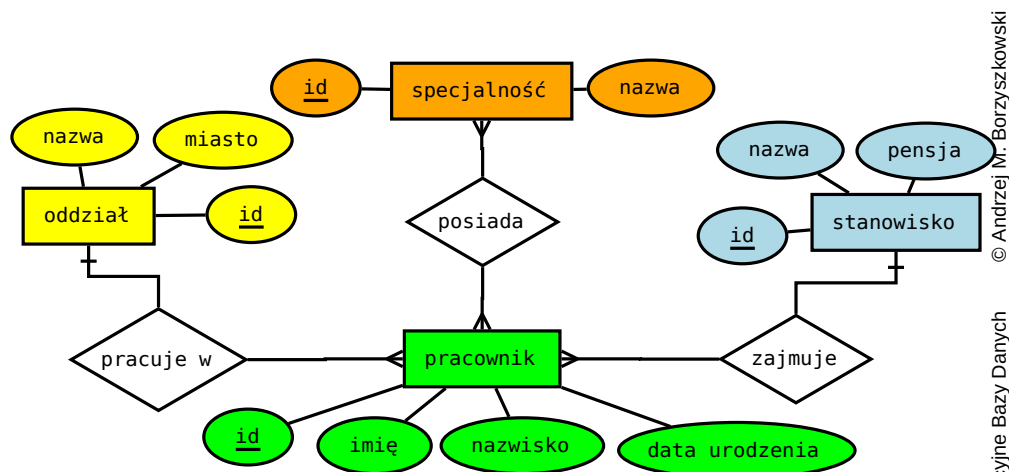 id
specjalność
nazwa
nazwa
miasto
oddział
id
posiada
nazwa
pensja
id
stanowisko
pracuje w
pracownik
zajmuje
id
imię
nazwisko
data urodzenia
© Andrzej M. Borzyszkowski
Bazy Danych